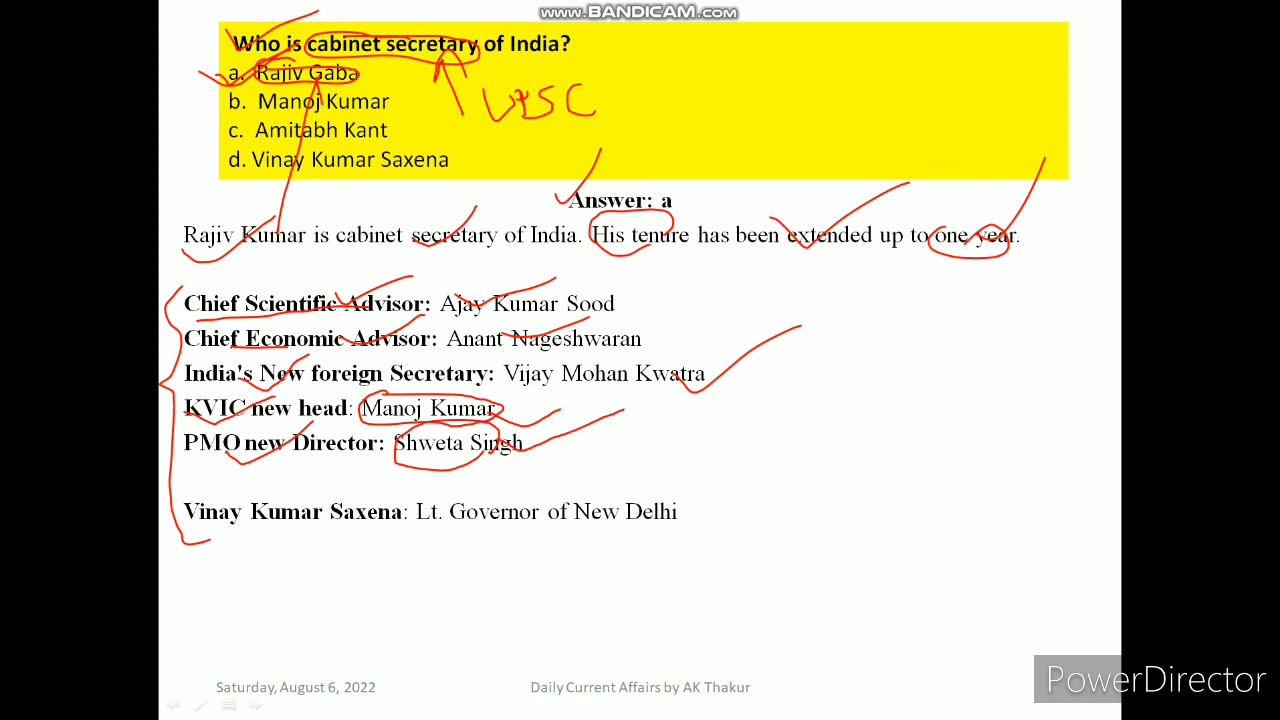 www.BANDICAM.com
Who is cabinet secretary of India?
a. Rajiv Gaba
b. Manoj Kumar
c. Amitabh Kant
d. Vinay Kumar Saxena
UPSC
Answer: a
Rajiv Kumar is cabinet secretary of India. His tenure has been extended up to one year.
Chief Scientific Advisor: Ajay Kumar Sood
Chief Economic Advisor: Anant Nageshwaran
India's New foreign Secretary: Vijay Mohan Kwatra
KVIC new head: Manoj Kumar
PMO new Director: Shweta Singh
Vinay Kumar Saxena: Lt. Governor of New Delhi
Saturday, August 6, 2022
Daily Current Affairs by AK Thakur
PowerDirector